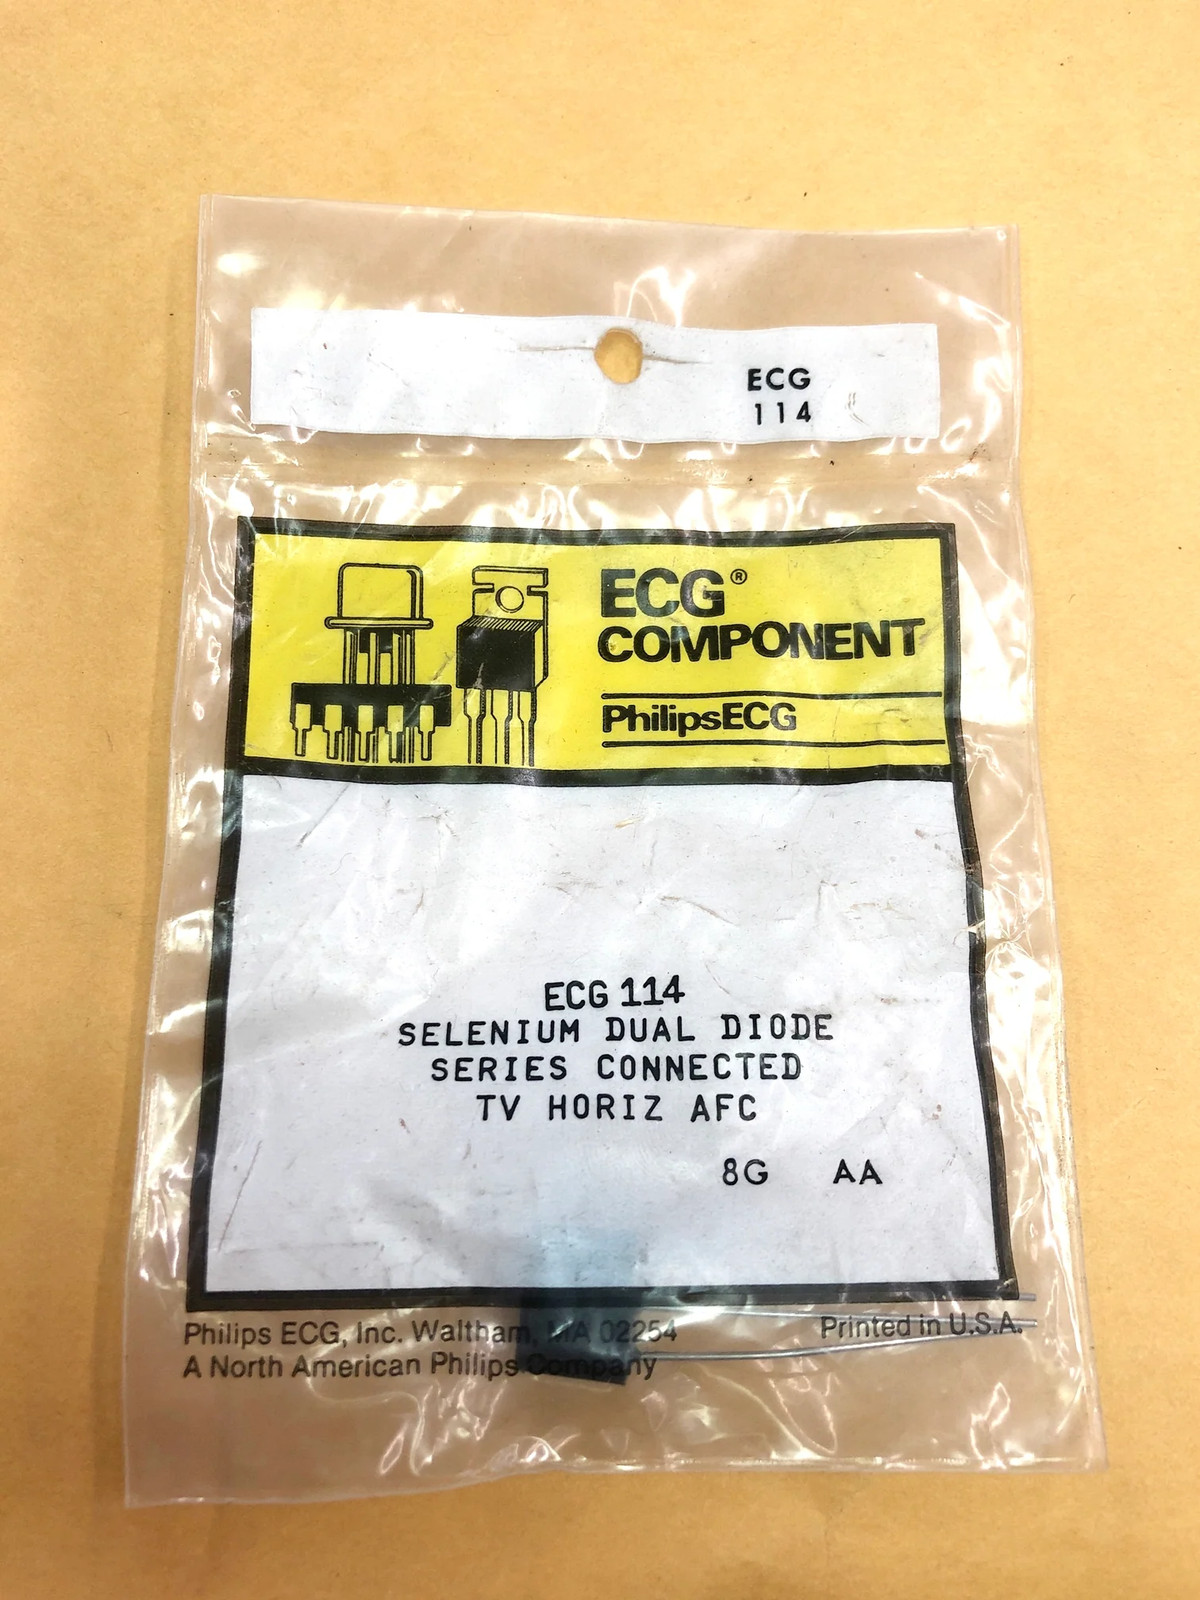 ECG
114
ECG®
COMPONENT
PhilipsECG
ECG 114
SELENIUM DUAL DIODE
SERIES CONNECTED
TV HORIZ AFC
8G AA
Philips ECG, Inc. Waltham, MA 02254
A North American Philips Company
Printed in U.S.A.